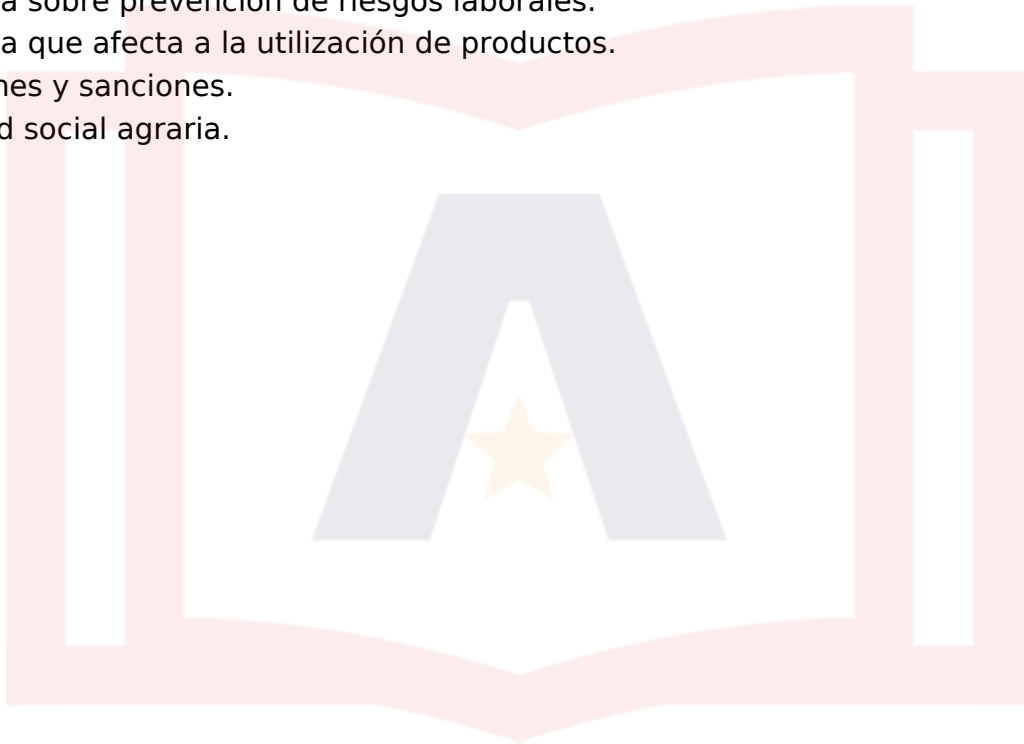 a sobre prevención de riesgos laborales.
a que afecta a la utilización de productos.
nes y sanciones.
d social agraria.